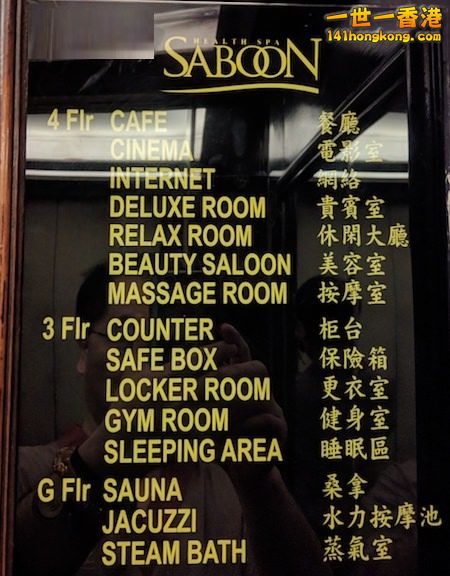 一世一香港
141hongkong.com
HEALTH SPA
SABOON
4 Flr CAFE 餐廳
CINEMA 電影室
INTERNET 網絡
DELUXE ROOM 貴賓室
RELAX ROOM 休閑大廳
BEAUTY SALOON 美容室
MASSAGE ROOM 按摩室
3 Flr COUNTER 柜台
SAFE BOX 保險箱
LOCKER ROOM 更衣室
GYM ROOM 健身室
SLEEPING AREA 睡眠區
G Flr SAUNA 桑拿
JACUZZI 水力按摩池
STEAM BATH 蒸氣室